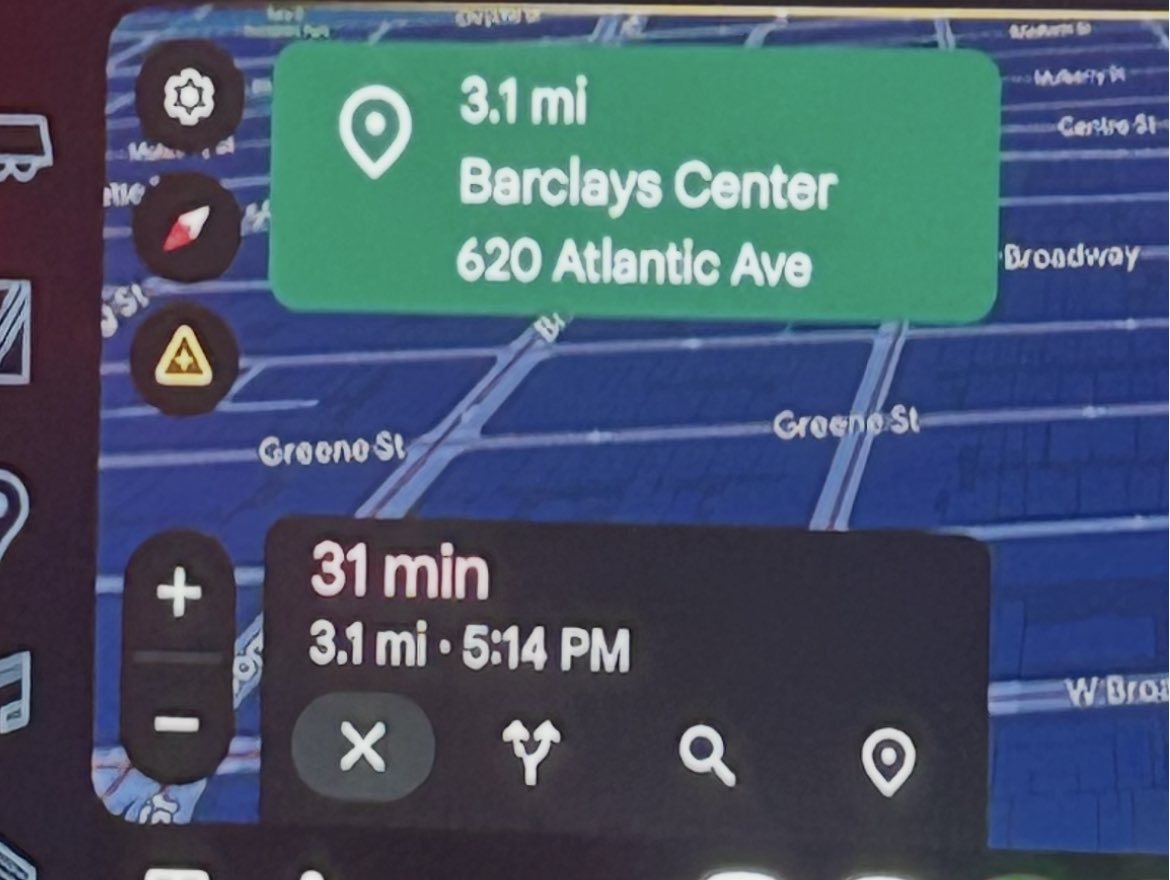 Centre St
3.1 mi
Barclays Center
620 Atlantic Ave
Broadway
Greene St
Greene St
31 min
3.1 mi · 5:14 PM
W Broa